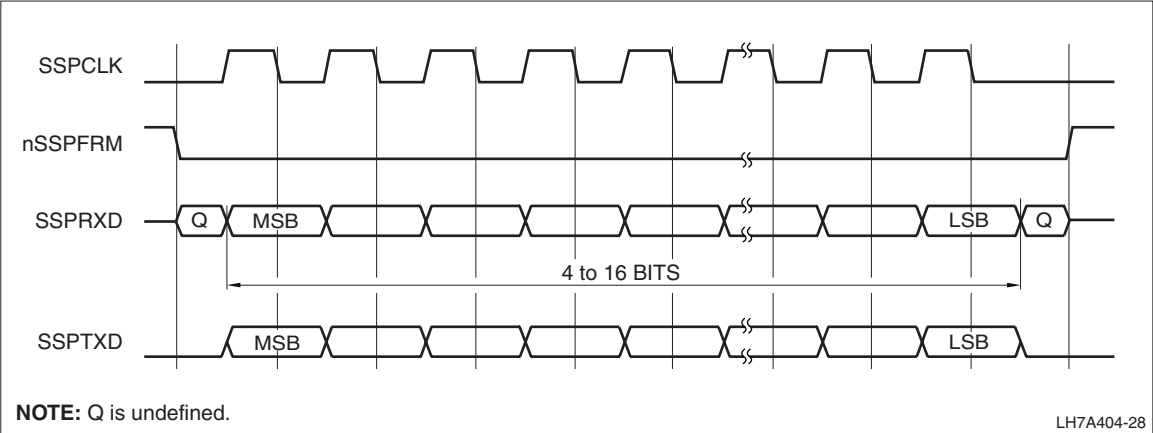 SSPCLK
nSSPFRM
SSPRXD
Q MSB LSB Q
4 to 16 BITS
SSPTXD
MSB LSB
NOTE: Q is undefined.
LH7A404-28